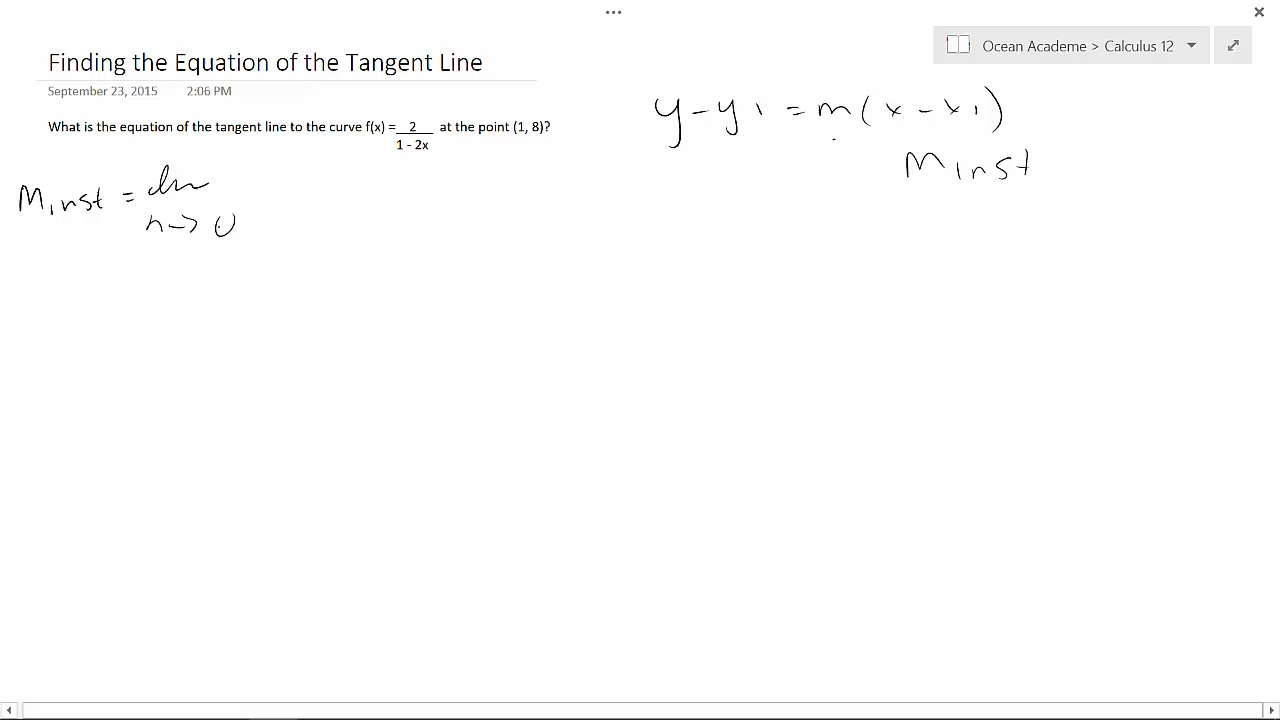 ...
Ocean Academe > Calculus 12
Finding the Equation of the Tangent Line
September 23, 2015 2:06 PM
What is the equation of the tangent line to the curve f(x) = 2 at the point (1, 8)?
1 - 2x
y - y1 = m(x - x1)
Minst
Minst = lim
h -> 0